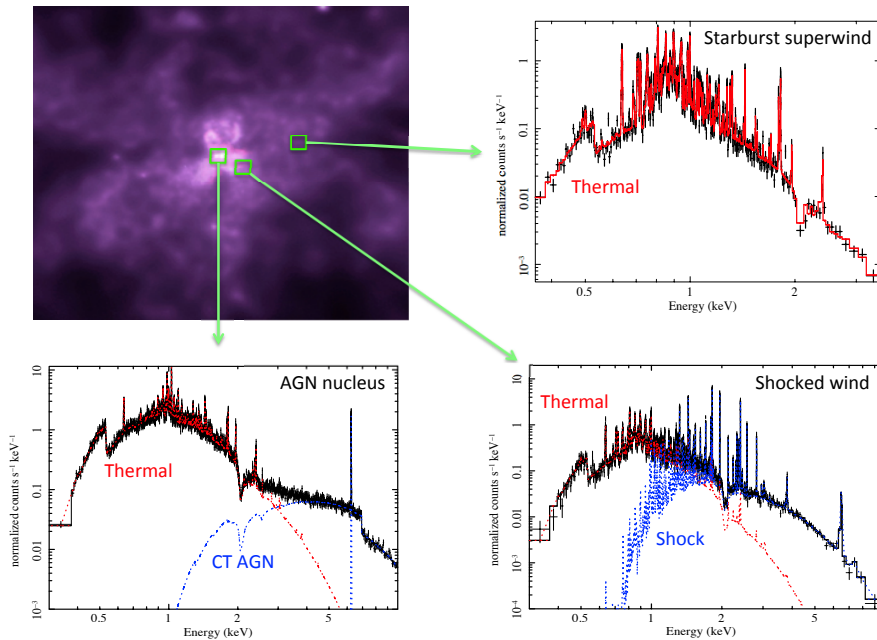 Starburst superwind
normalized counts s⁻¹ keV⁻¹
1
0.1
0.01
10⁻³
Thermal
0.5 1 2
Energy (keV)
AGN nucleus
normalized counts s⁻¹ keV⁻¹
10
1
0.1
0.01
10⁻³
Thermal
CT AGN
0.5 1 2 5
Energy (keV)
Shocked wind
normalized counts s⁻¹ keV⁻¹
10
1
0.1
0.01
10⁻³
10⁻⁴
Thermal
Shock
0.5 1 2 5
Energy (keV)